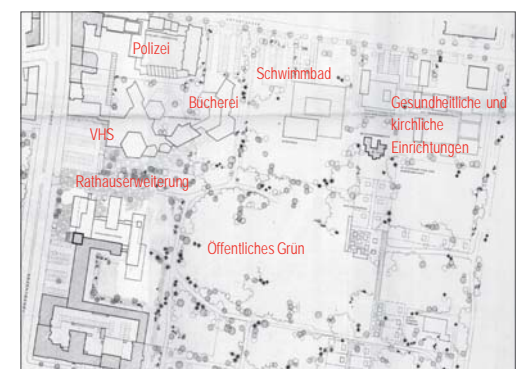 Polizei
Schwimmbad
Bücherei
Gesundheitliche und
kirchliche
Einrichtungen
VHS
Rathauserweiterung
Öffentliches Grün